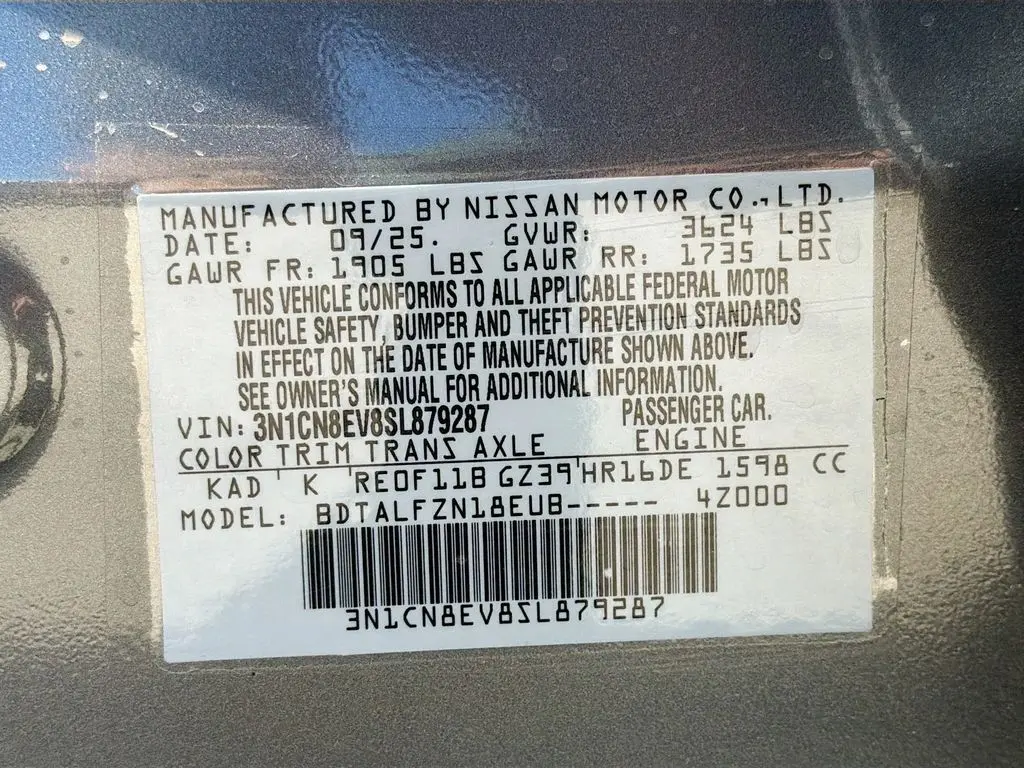 MANUFACTURED BY NISSAN MOTOR CO.,LTD.
DATE: 09/25. GVWR: 3624 LBS
GAWR FR: 1905 LBS GAWR RR: 1735 LBS
THIS VEHICLE CONFORMS TO ALL APPLICABLE FEDERAL MOTOR
VEHICLE SAFETY, BUMPER AND THEFT PREVENTION STANDARDS
IN EFFECT ON THE DATE OF MANUFACTURE SHOWN ABOVE.
SEE OWNER'S MANUAL FOR ADDITIONAL INFORMATION.
VIN: 3N1CN8EV8SL879287 PASSENGER CAR.
COLOR TRIM TRANS AXLE ENGINE
KAD K RE0F11B GZ39 HR16DE 1598 CC
MODEL: BDTALFZN18EUB----- 4Z000
3N1CN8EV8SL879287